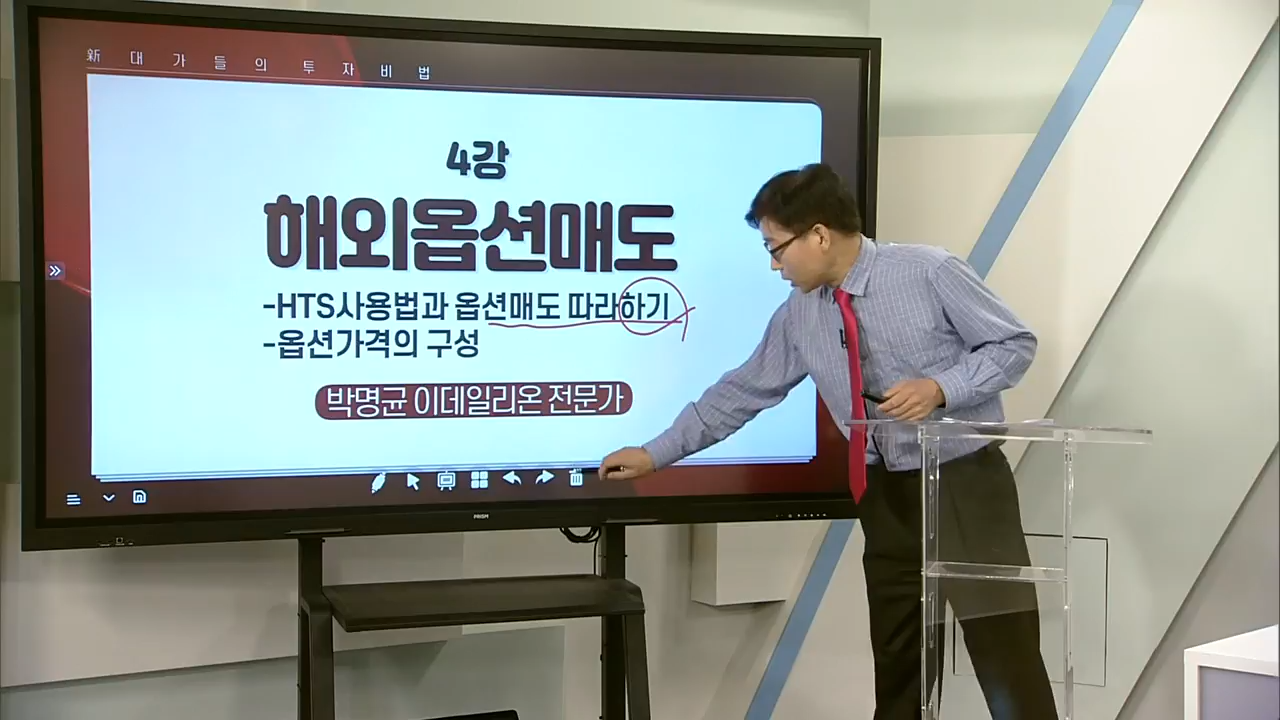 新대가들의투자비법
4강
해외옵션매도
-HTS사용법과 옵션매도 따라하기
-옵션가격의 구성
박명균 이데일리온 전문가
PRISM